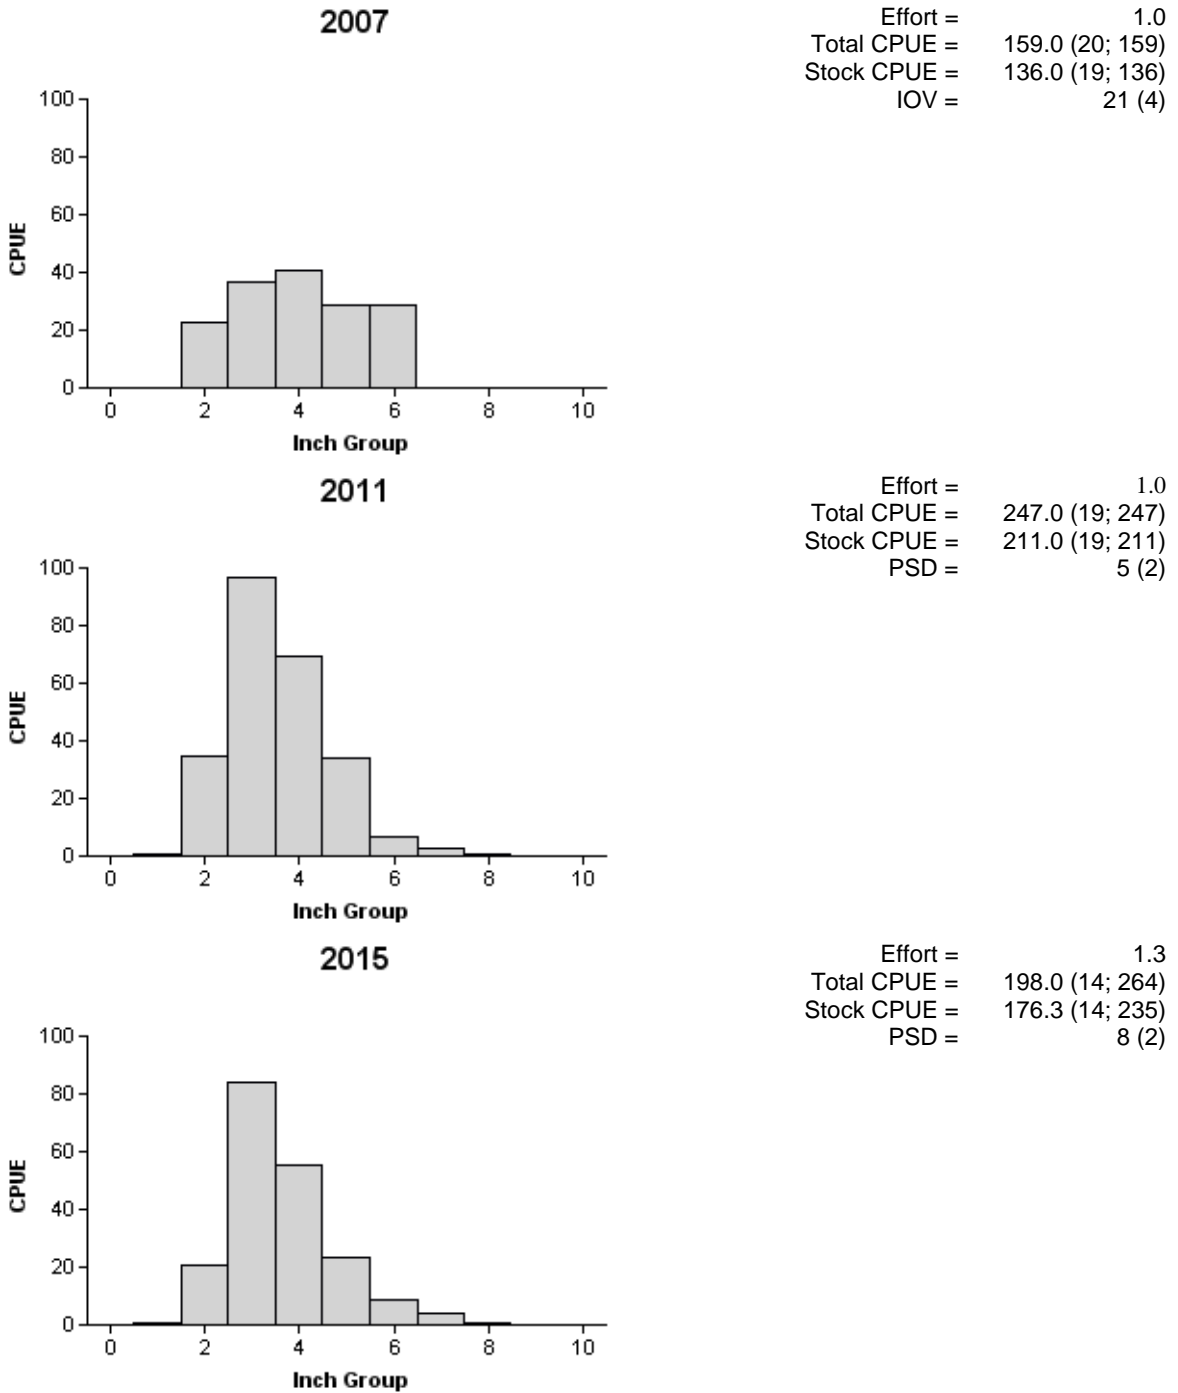 2007
Effort = 1.0
Total CPUE = 159.0 (20; 159)
Stock CPUE = 136.0 (19; 136)
IOV = 21 (4)
100
80
60
40
20
0
CPUE
0 2 4 6 8 10
Inch Group
2011
Effort = 1.0
Total CPUE = 247.0 (19; 247)
Stock CPUE = 211.0 (19; 211)
PSD = 5 (2)
100
80
60
40
20
0
CPUE
0 2 4 6 8 10
Inch Group
2015
Effort = 1.3
Total CPUE = 198.0 (14; 264)
Stock CPUE = 176.3 (14; 235)
PSD = 8 (2)
100
80
60
40
20
0
CPUE
0 2 4 6 8 10
Inch Group